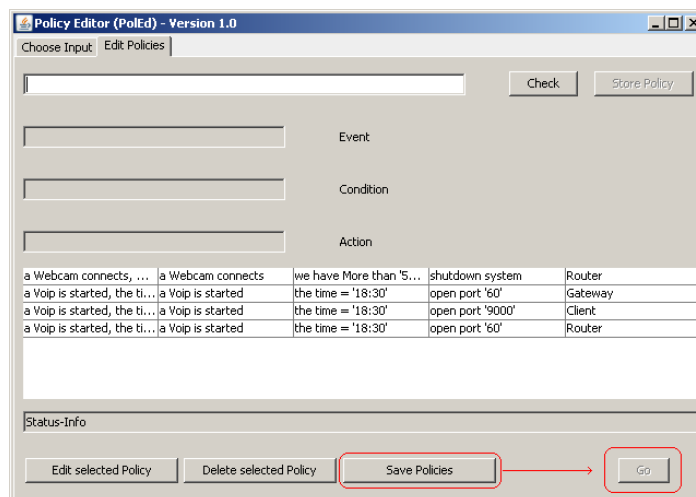 Policy Editor (PolEd) - Version 1.0
Choose Input Edit Policies
Check Store Policy
Event
Condition
Action
a Webcam connects, ... a Webcam connects we have More than '5... shutdown system Router
a Voip is started, the ti... a Voip is started the time = '18:30' open port '60' Gateway
a Voip is started, the ti... a Voip is started the time = '18:30' open port '9000' Client
a Voip is started, the ti... a Voip is started the time = '18:30' open port '60' Router
Status-Info
Edit selected Policy Delete selected Policy Save Policies Go